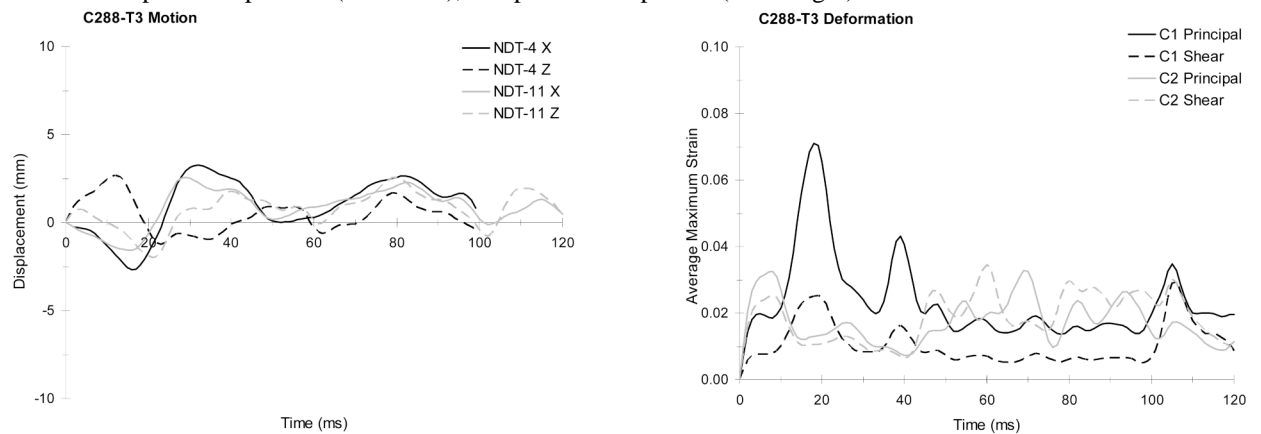 C288-T3 Motion
NDT-4 X
NDT-4 Z
NDT-11 X
NDT-11 Z
Displacement (mm)
10
5
0
-5
-10
0
20
40
60
80
100
120
Time (ms)
C288-T3 Deformation
C1 Principal
C1 Shear
C2 Principal
C2 Shear
Average Maximum Strain
0.10
0.08
0.06
0.04
0.02
0.00
0
20
40
60
80
100
120
Time (ms)